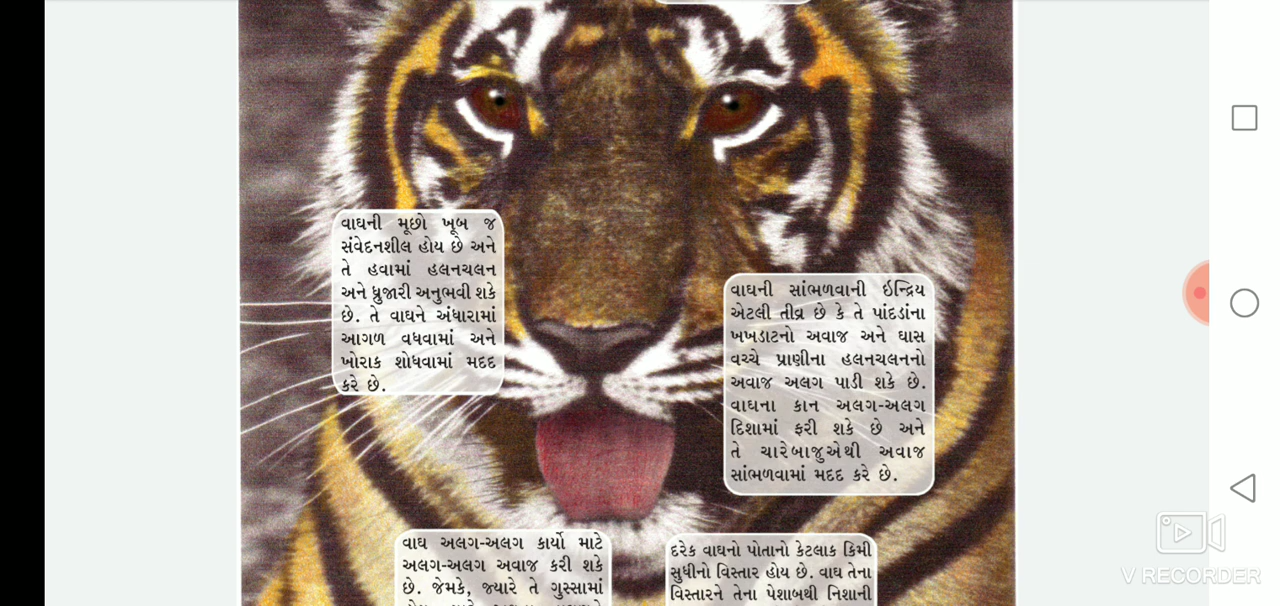 વાઘની મૂછો ખૂબ જ
સંવેદનશીલ હોય છે અને
તે હવામાં હલનચલન
અને ધ્રુજારી અનુભવી શકે
છે. તે વાઘને અંધારામાં
આગળ વધવામાં અને
ખોરાક શોધવામાં મદદ
કરે છે.
વાઘની સાંભળવાની ઇન્દ્રિય
એટલી તીવ્ર છે કે તે પાંદડાંના
ખખડાટનો અવાજ અને ઘાસ
વચ્ચે પ્રાણીના હલનચલનનો
અવાજ અલગ પાડી શકે છે.
વાઘના કાન અલગ-અલગ
દિશામાં ફરી શકે છે અને
તે ચારેબાજુએથી અવાજ
સાંભળવામાં મદદ કરે છે.
વાઘ અલગ-અલગ કાર્યો માટે
અલગ-અલગ અવાજ કરી શકે
છે. જેમકે, જ્યારે તે ગુસ્સામાં
દરેક વાઘનો પોતાનો કેટલાક કિમી
સુધીનો વિસ્તાર હોય છે. વાઘ તેના
વિસ્તારને તેના પેશાબથી નિશાની
V RECORDER